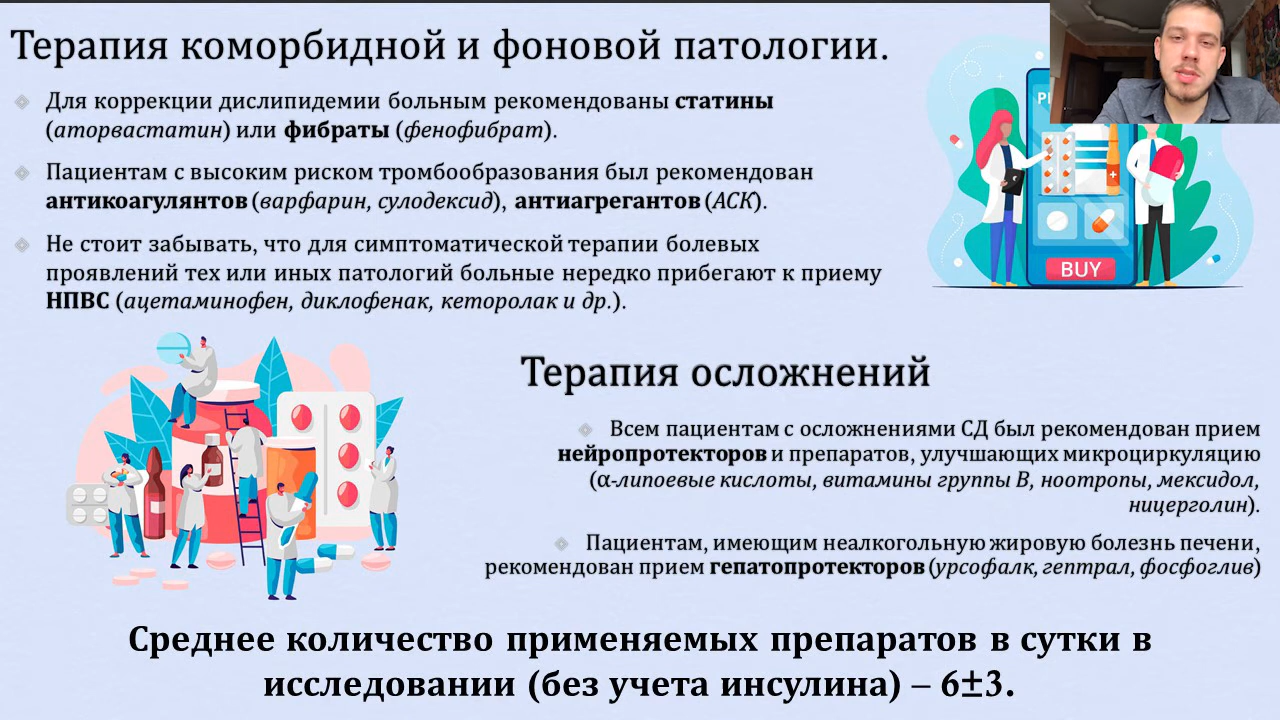 Терапия коморбидной и фоновой патологии.
Для коррекции дислипидении больным рекомендованы статины
(аторвастатин) или фибраты (фенофибрат).
Пациентам с высоким риском тромбообразования был рекомендован
антикоагулянтов (варфарин, сулодексид), антиагрегантов (АСК).
Не стоит забывать, что для симптоматической терапии болевых
проявлений тех или иных патологий больные нередко прибегают к приему
НПВС (ацетаминофен, диклофенак, кеторолак и др.).
BUY
Терапия осложнений
Всем пациентам с осложнениями СД был рекомендован прием
нейропротекторов и препаратов, улучшающих микроциркуляцию
(α-липоевые кислоты, витамины группы В, ноотропы, мексидол,
ницерголин).
Пациентам, имеющим неалкогольную жировую болезнь печени,
рекомендован прием гепатопротекторов (урсофалк, гептрал, фосфоглив)
Среднее количество применяемых препаратов в сутки в
исследовании (без учета инсулина) – 6±3.